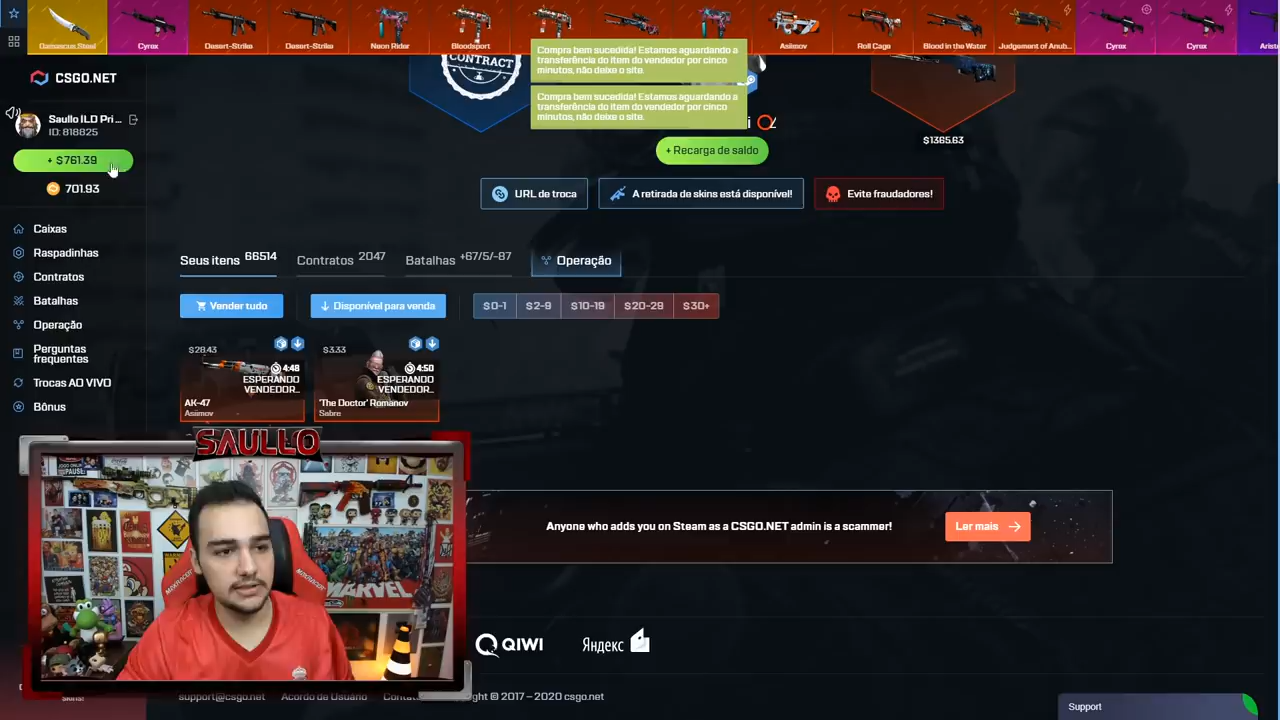 Damascus Steel
Cyrex
Desert-Strike
Desert-Strike
Neon Rider
Bloodsport
Asiimov
Roll Cage
Blood in the Water
Judgement of Anub...
Cyrex
Cyrex
CSGO.NET
CONTRACT
Compra bem sucedida! Estamos aguardando a
transferência do item do vendedor por cinco
minutos, não deixe o site.
Compra bem sucedida! Estamos aguardando a
transferência do item do vendedor por cinco
minutos, não deixe o site.
$1365.63
Saullo ILD Pri ...
ID: 818825
+ $761.39
701.93
+ Recarga de saldo
URL de troca
A retirada de skins está disponível!
Evite fraudadores!
Caixas
Raspadinhas
Contratos
Batalhas
Operação
Perguntas
frequentes
Trocas AO VIVO
Bônus
Seus itens 66514
Contratos 2047
Batalhas +67/5/-87
Operação
Vender tudo
Disponível para venda
$0-1
$2-9
$10-19
$20-29
$30+
$28.43
4:48
ESPERANDO
VENDEDOR...
AK-47
Asiimov
$3.33
4:50
ESPERANDO
VENDEDOR...
'The Doctor' Romanov
Sabre
SAULLO
MARVEL
MAXRACER
MAXRACER
Anyone who adds you on Steam as a CSGO.NET admin is a scammer!
Ler mais
QIWI
Яндекс
support@csgo.net
Acordo de Usuário
© 2017 – 2020 csgo.net
Support